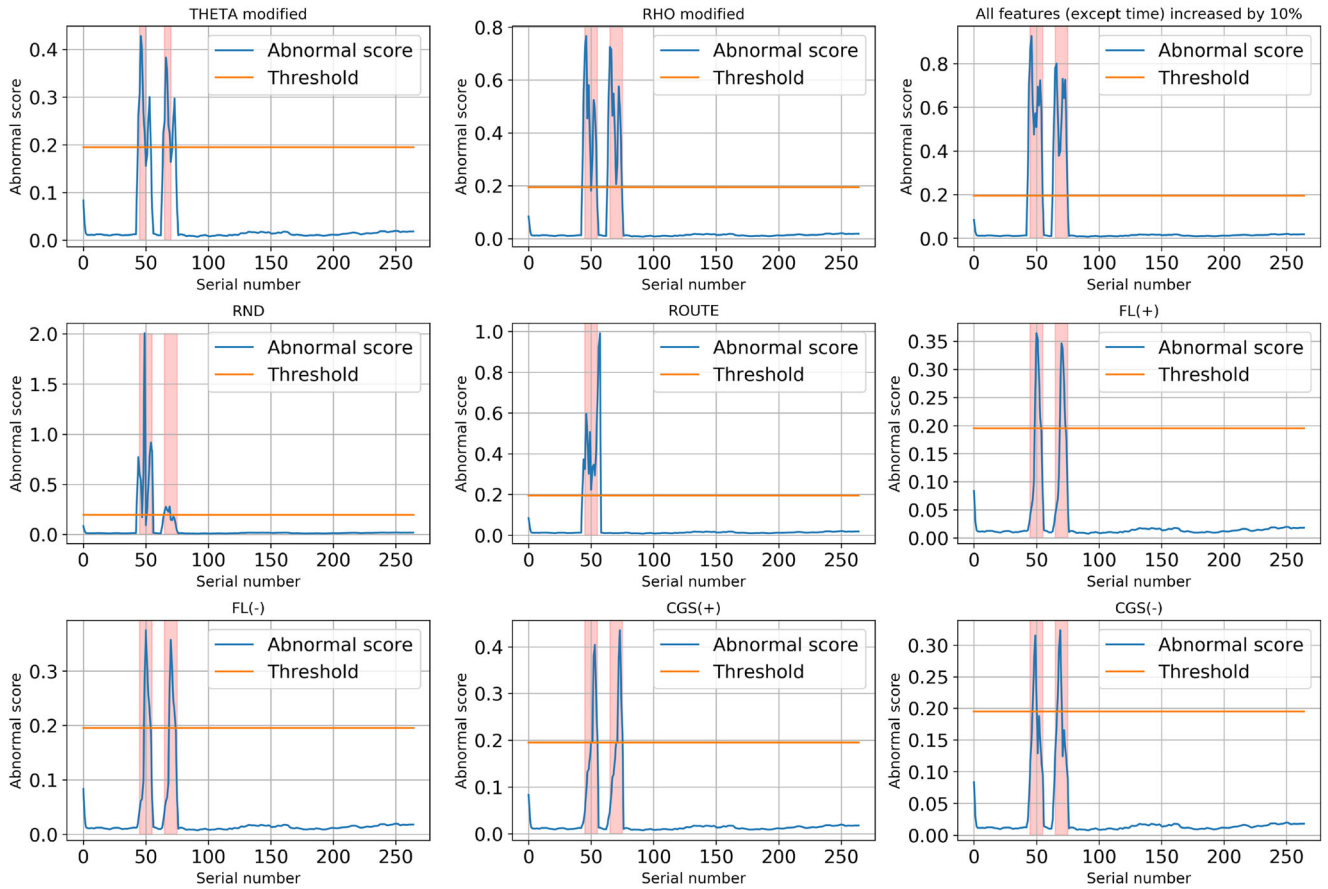 THETA modified
Abnormal score
0.4
0.3
0.2
0.1
0.0
Abnormal score
Threshold
0 50 100 150 200 250
Serial number
RHO modified
Abnormal score
0.8
0.6
0.4
0.2
0.0
Abnormal score
Threshold
0 50 100 150 200 250
Serial number
All features (except time) increased by 10%
Abnormal score
0.8
0.6
0.4
0.2
0.0
Abnormal score
Threshold
0 50 100 150 200 250
Serial number
RND
Abnormal score
2.0
1.5
1.0
0.5
0.0
Abnormal score
Threshold
0 50 100 150 200 250
Serial number
ROUTE
Abnormal score
1.0
0.8
0.6
0.4
0.2
0.0
Abnormal score
Threshold
0 50 100 150 200 250
Serial number
FL(+)
Abnormal score
0.35
0.30
0.25
0.20
0.15
0.10
0.05
0.00
Abnormal score
Threshold
0 50 100 150 200 250
Serial number
FL(-)
Abnormal score
0.3
0.2
0.1
0.0
Abnormal score
Threshold
0 50 100 150 200 250
Serial number
CGS(+)
Abnormal score
0.4
0.3
0.2
0.1
0.0
Abnormal score
Threshold
0 50 100 150 200 250
Serial number
CGS(-)
Abnormal score
0.30
0.25
0.20
0.15
0.10
0.05
0.00
Abnormal score
Threshold
0 50 100 150 200 250
Serial number